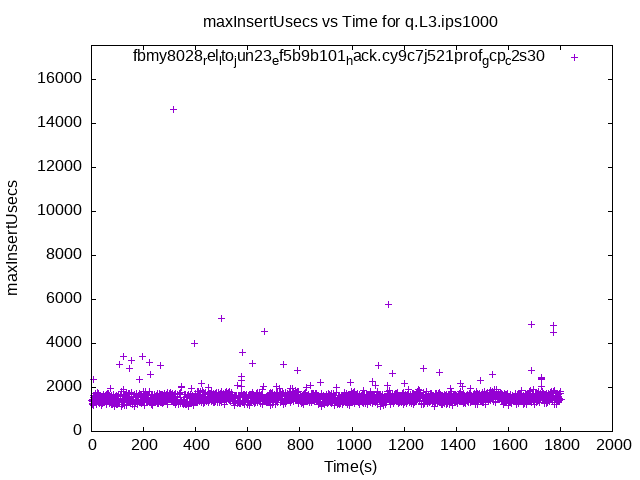 maxInsertUsecs vs Time for q.L3.ips1000
fbmy8028relltojun23ef5b9b101hack.cy9c7j521profgcpc2s30
16000
14000
12000
10000
8000
6000
4000
2000
0
maxInsertUsecs
0 200 400 600 800 1000 1200 1400 1600 1800 2000
Time(s)